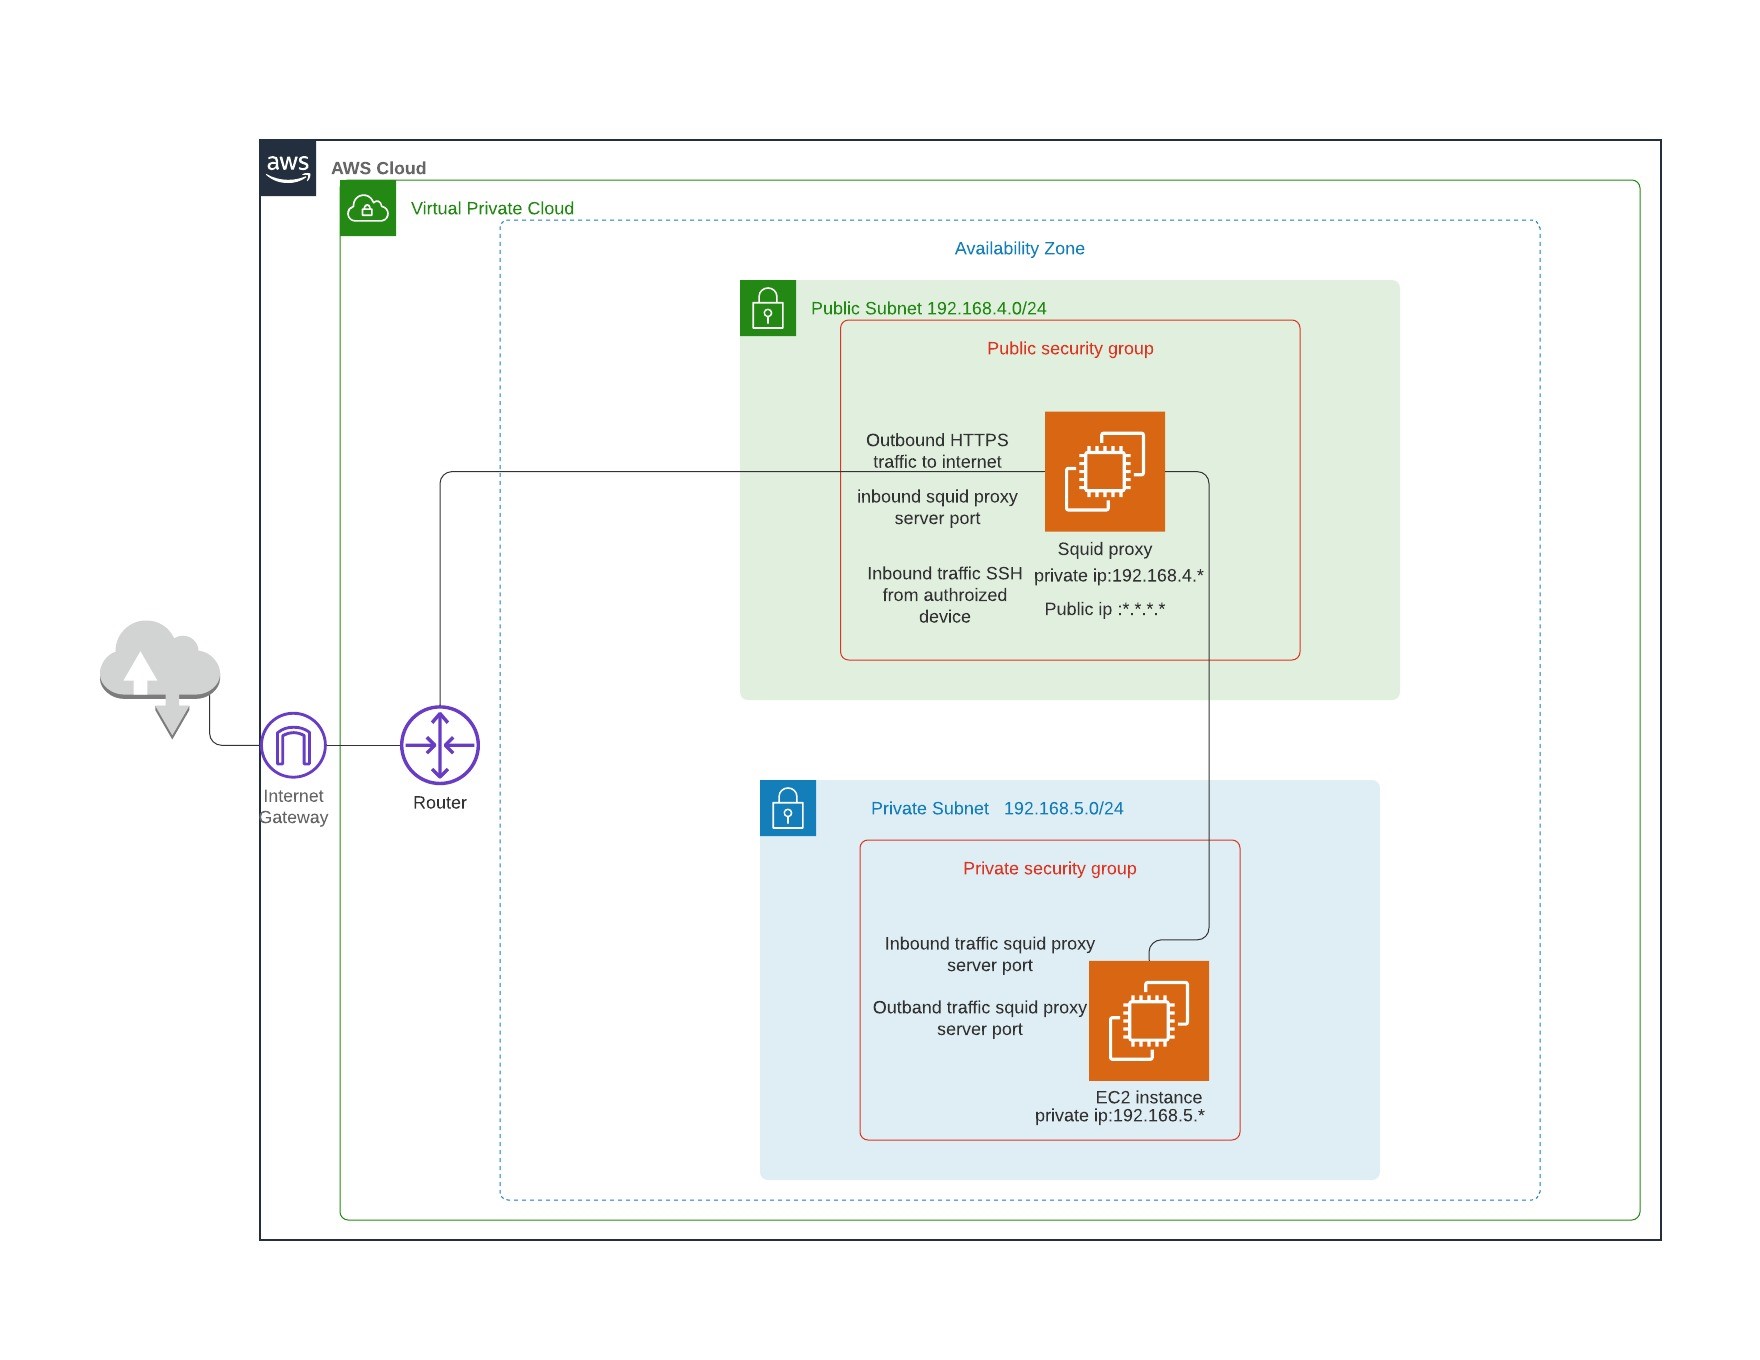 aws
AWS Cloud
Virtual Private Cloud
Availability Zone
Public Subnet 192.168.4.0/24
Public security group
Outbound HTTPS
traffic to internet
inbound squid proxy
server port
Squid proxy
Inbound traffic SSH
from authroized
device
private ip:192.168.4.*
Public ip :*.*.*.*
Internet
Gateway
Router
Private Subnet   192.168.5.0/24
Private security group
Inbound traffic squid proxy
server port
Outband traffic squid proxy
server port
EC2 instance
private ip:192.168.5.*